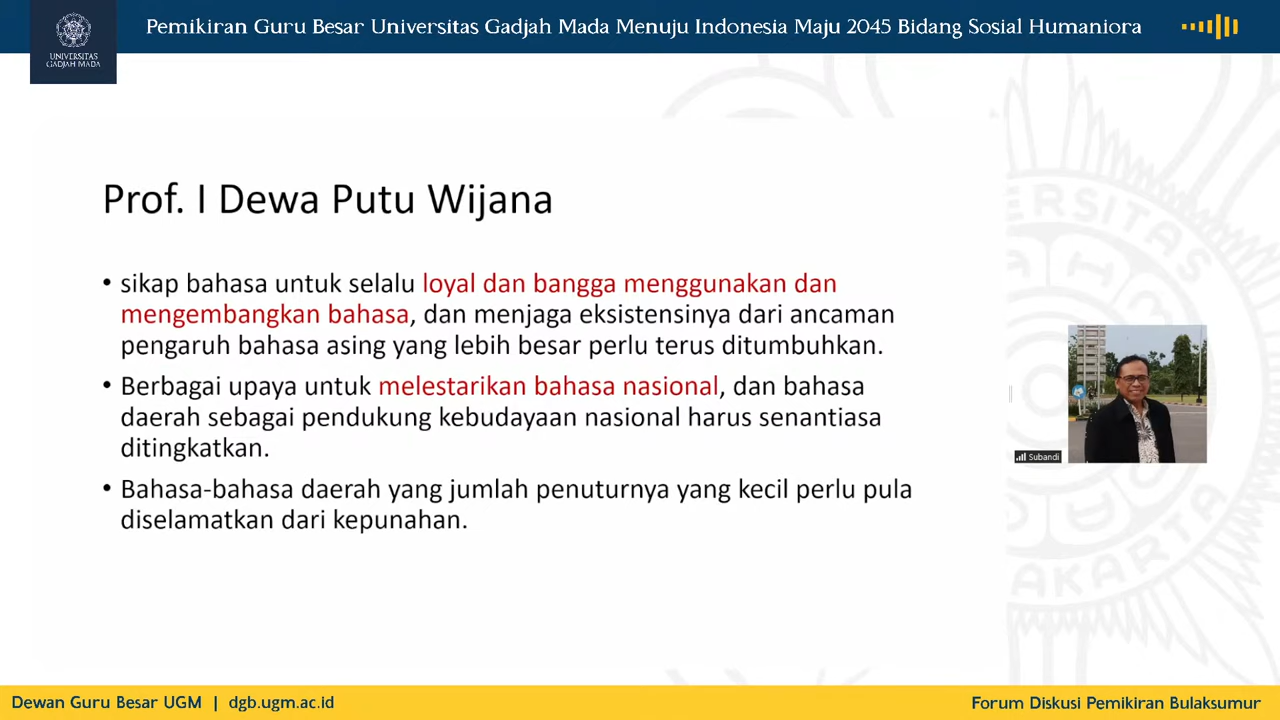 Pemikiran Guru Besar Universitas Gadjah Mada Menuju Indonesia Maju 2045 Bidang Sosial Humaniora
UNIVERSITAS
GADJAH MADA
Prof. I Dewa Putu Wijana
• sikap bahasa untuk selalu loyal dan bangga menggunakan dan
mengembangkan bahasa, dan menjaga eksistensinya dari ancaman
pengaruh bahasa asing yang lebih besar perlu terus ditumbuhkan.
• Berbagai upaya untuk melestarikan bahasa nasional, dan bahasa
daerah sebagai pendukung kebudayaan nasional harus senantiasa
ditingkatkan.
• Bahasa-bahasa daerah yang jumlah penuturnya yang kecil perlu pula
diselamatkan dari kepunahan.
Subandi
Dewan Guru Besar UGM | dgb.ugm.ac.id
Forum Diskusi Pemikiran Bulaksumur